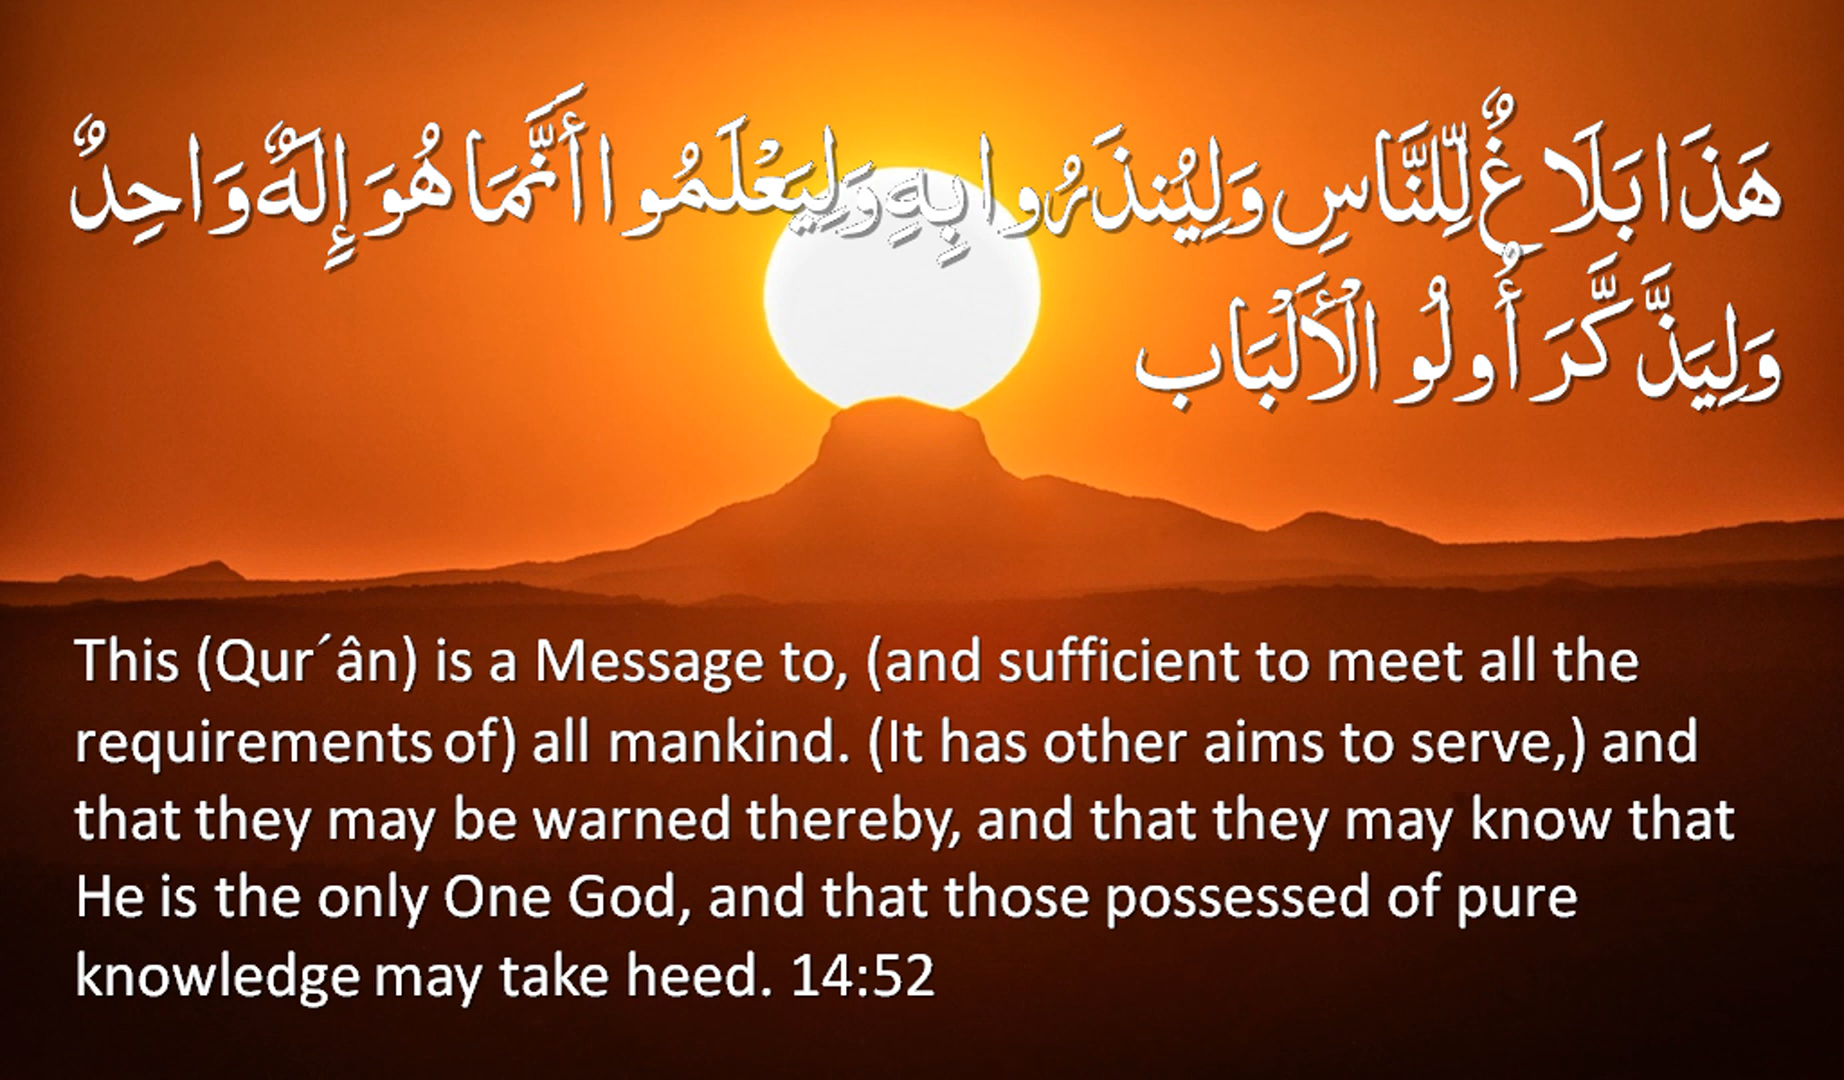 هَذَا بَلَاغٌ لِّلنَّاسِ وَلِيُنذَرُوا بِهِ وَلِيَعْلَمُوا أَنَّمَا هُوَ إِلَهٌ وَاحِدٌ
وَلِيَذَّكَّرَ أُولُو الْأَلْبَاب
This (Qur´ân) is a Message to, (and sufficient to meet all the
requirements of) all mankind. (It has other aims to serve,) and
that they may be warned thereby, and that they may know that
He is the only One God, and that those possessed of pure
knowledge may take heed. 14:52